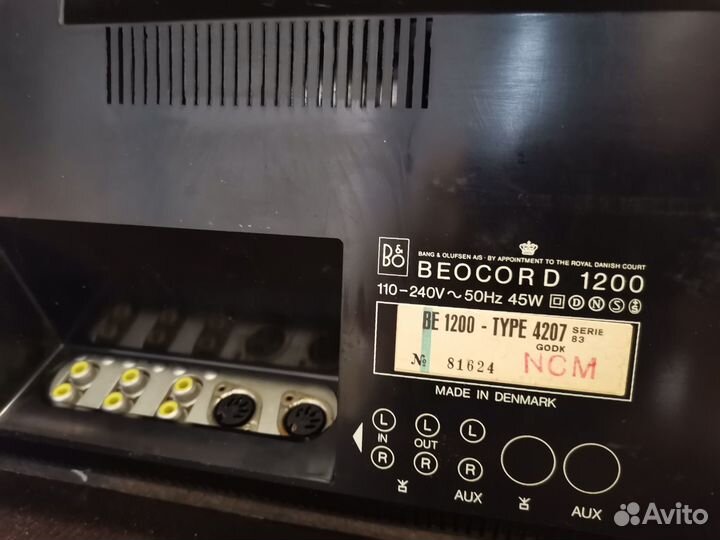 B&O
BANG & OLUFSEN A/S · BY APPOINTMENT TO THE ROYAL DANISH COURT
BEOCORD 1200
110-240V ~ 50Hz 45W D N S
BE 1200 - TYPE 4207 SERIE 83
GODK
№ 81624 NCM
MADE IN DENMARK
L L L
IN OUT
R R R
AUX AUX
Avito